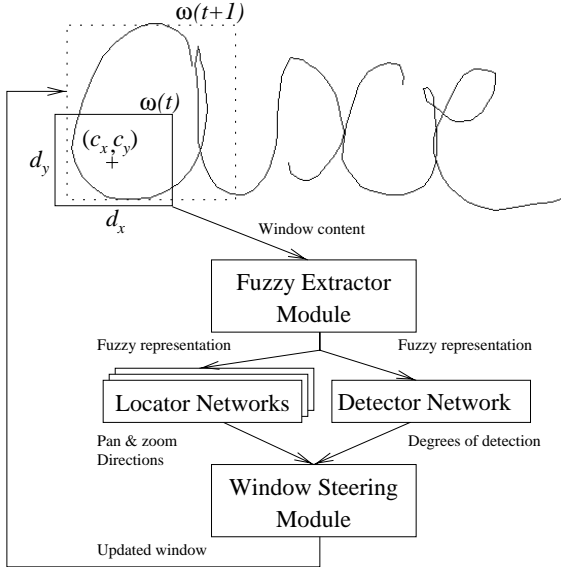 ω(t+1)
ω(t)
(c_x,c_y)
+
d_y
d_x
Window content
Fuzzy Extractor
Module
Fuzzy representation Fuzzy representation
Locator Networks Detector Network
Pan & zoom
Directions
Degrees of detection
Window Steering
Module
Updated window